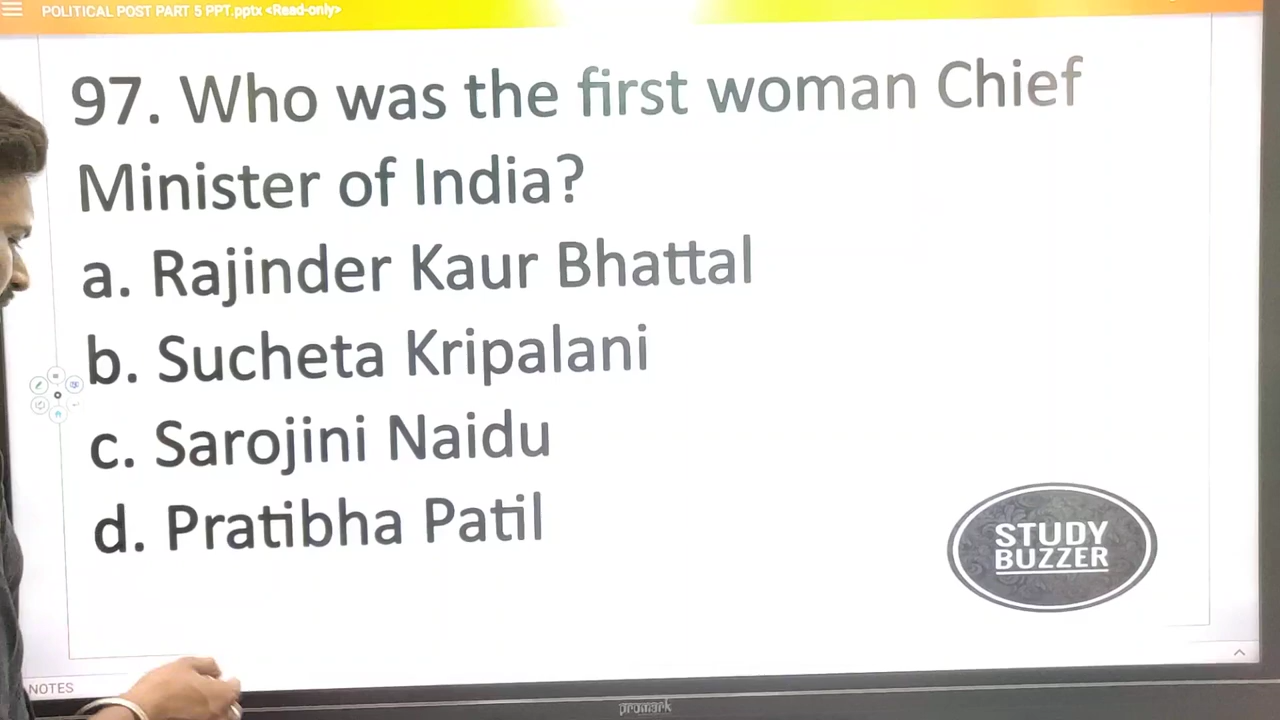 POLITICAL POST PART 5 PPT.pptx <Read-only>
97. Who was the first woman Chief
Minister of India?
a. Rajinder Kaur Bhattal
b. Sucheta Kripalani
c. Sarojini Naidu
d. Pratibha Patil
STUDY
BUZZER
NOTES
promark